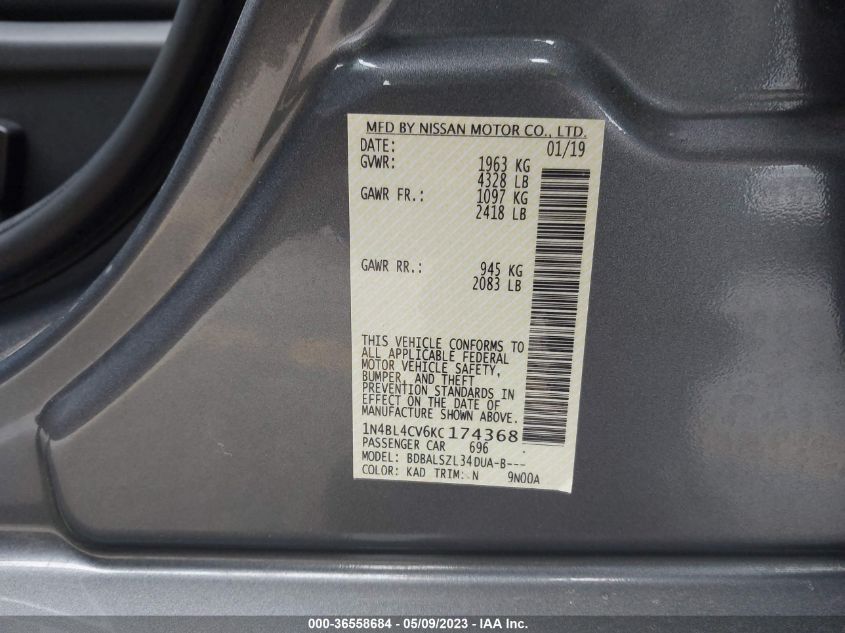 MFD BY NISSAN MOTOR CO., LTD.
DATE: 01/19
GVWR: 1963 KG
4328 LB
GAWR FR.: 1097 KG
2418 LB
GAWR RR.: 945 KG
2083 LB
THIS VEHICLE CONFORMS TO
ALL APPLICABLE FEDERAL
MOTOR VEHICLE SAFETY,
BUMPER, AND THEFT
PREVENTION STANDARDS IN
EFFECT ON THE DATE OF
MANUFACTURE SHOWN ABOVE.
1N4BL4CV6KC174368
PASSENGER CAR 696
MODEL: BDBALSZL34DUA-B---
COLOR: KAD TRIM: N 9N00A
000-36558684 - 05/09/2023 - IAAI.com